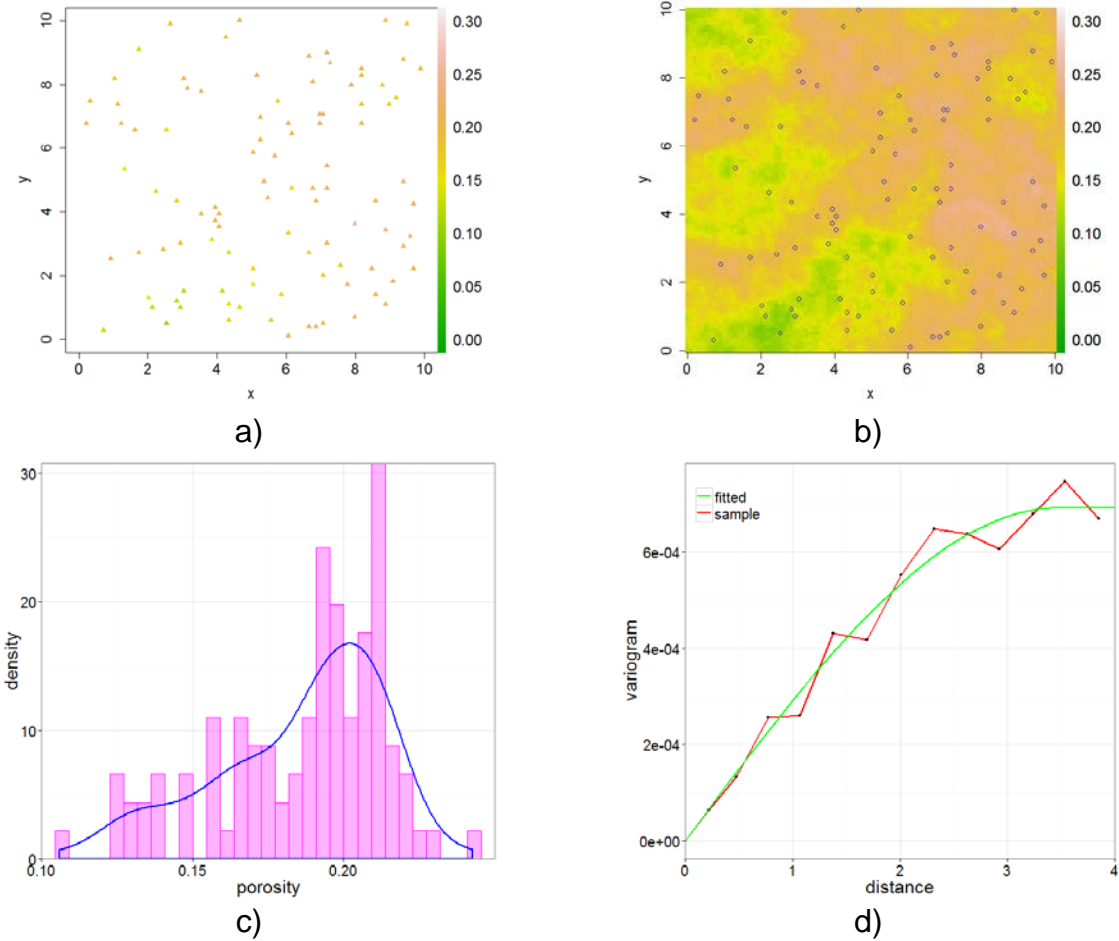 10
8
6
4
2
0
y
0 2 4 6 8 10
x
0.30
0.25
0.20
0.15
0.10
0.05
0.00
a)
10
8
6
4
2
0
y
0 2 4 6 8 10
x
0.30
0.25
0.20
0.15
0.10
0.05
0.00
b)
30
20
10
0
density
0.10 0.15 0.20
porosity
c)
fitted
sample
6e-04
4e-04
2e-04
0e+00
variogram
0 1 2 3 4
distance
d)